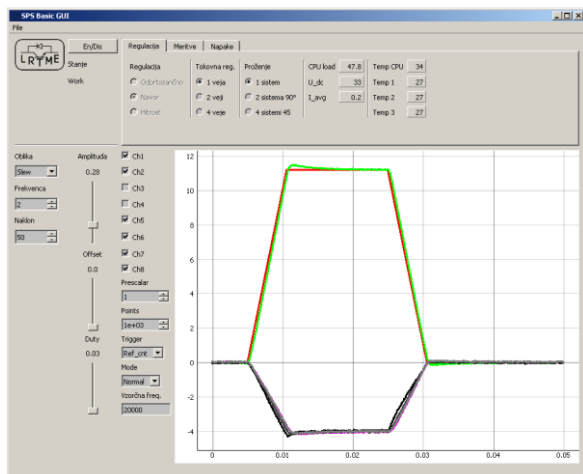 SPS Basic GUI
File
LRTME
En/Dis
Stanje
Work
Regulacija Meritve Napake
Regulacija
Odprtozančno
Navor
Hitrost
Tokovna reg.
1 veja
2 veji
4 veje
Proženje
1 sistem
2 sistema 90°
4 sistemi 45
CPU load 47.8
U_dc 33
I_avg 0.2
Temp CPU 34
Temp 1 27
Temp 2 27
Temp 3 27
Oblika
Slew
Frekvenca
2
Naklon
50
Amplituda
0.28
Offset
0.0
Duty
0.03
Ch1
Ch2
Ch3
Ch4
Ch5
Ch6
Ch7
Ch8
Prescalar
1
Points
1e+03
Trigger
Ref_cnt
Mode
Normal
Vzorčna freq.
20000
12
10
8
6
4
2
0
-2
-4
0 0.01 0.02 0.03 0.04 0.05